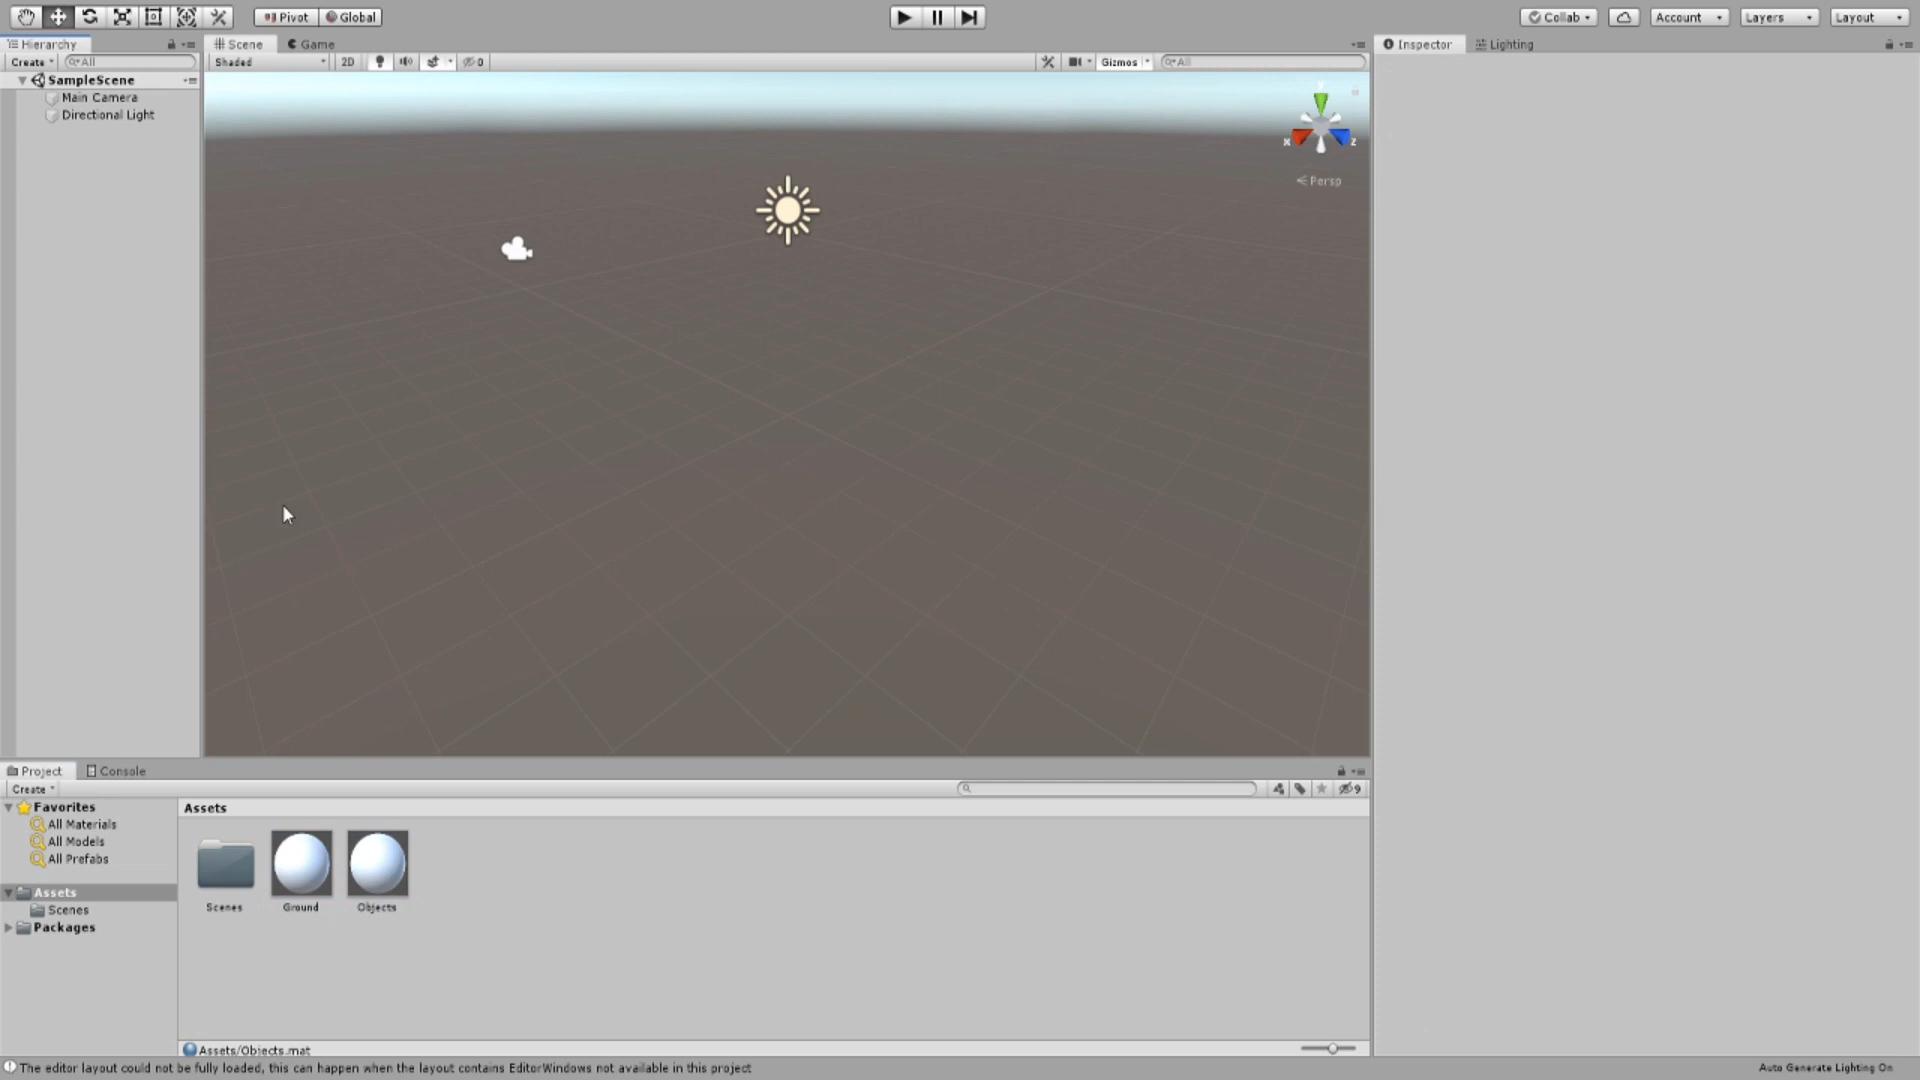 Pivot Global Collab Account Layers Layout
Hierarchy Scene Game Inspector Lighting
Create All Shaded 2D 0 Gizmos All
SampleScene
Main Camera
Directional Light
x z
Persp
Project Console
Create 9
Favorites Assets
All Materials
All Models
All Prefabs
Assets
Scenes
Packages
Scenes Ground Objects
Assets/Objects.mat
The editor layout could not be fully loaded, this can happen when the layout contains EditorWindows not available in this project Auto Generate Lighting On